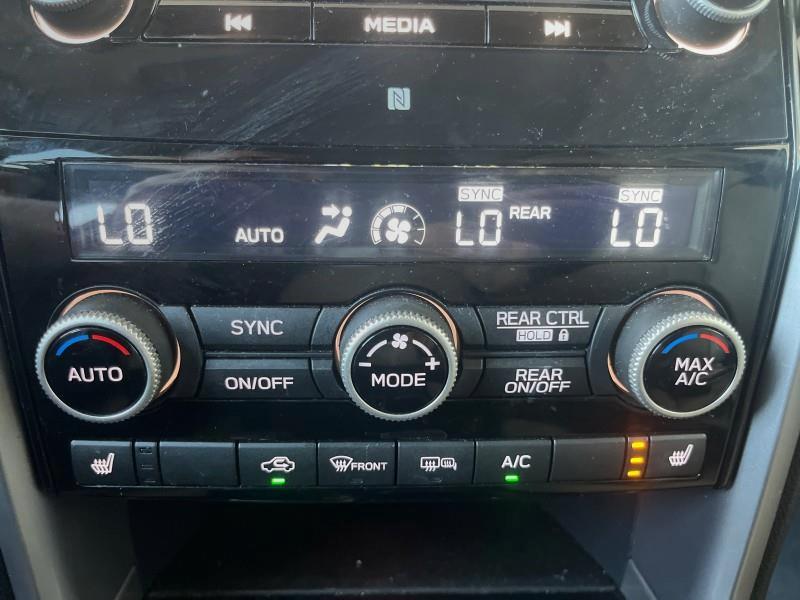 MEDIA
N
SYNC SYNC
LO AUTO LO REAR LO
SYNC REAR CTRL
HOLD
AUTO ON/OFF MODE REAR ON/OFF MAX A/C
- +
FRONT A/C